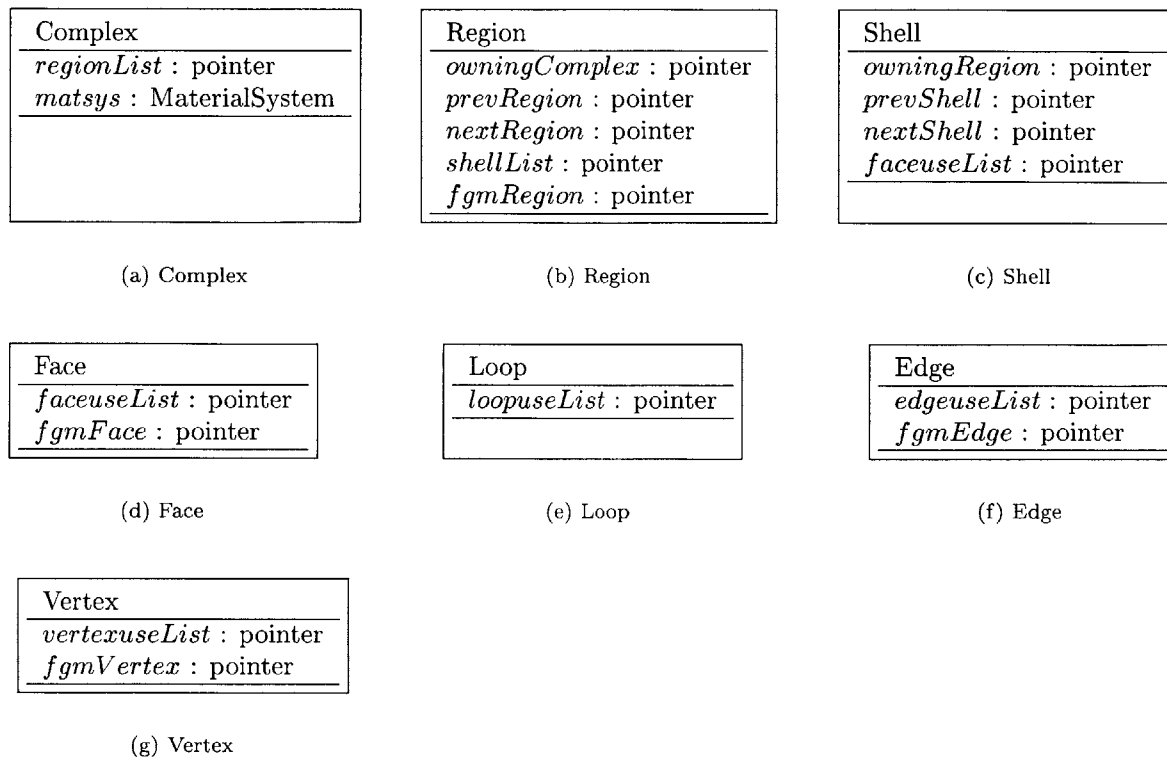 Complex
regionList : pointer
matsys : MaterialSystem
(a) Complex
Region
owningComplex : pointer
prevRegion : pointer
nextRegion : pointer
shellList : pointer
fgmRegion : pointer
(b) Region
Shell
owningRegion : pointer
prevShell : pointer
nextShell : pointer
faceuseList : pointer
(c) Shell
Face
faceuseList : pointer
fgmFace : pointer
(d) Face
Loop
loopuseList : pointer
(e) Loop
Edge
edgeuseList : pointer
fgmEdge : pointer
(f) Edge
Vertex
vertexuseList : pointer
fgmVertex : pointer
(g) Vertex